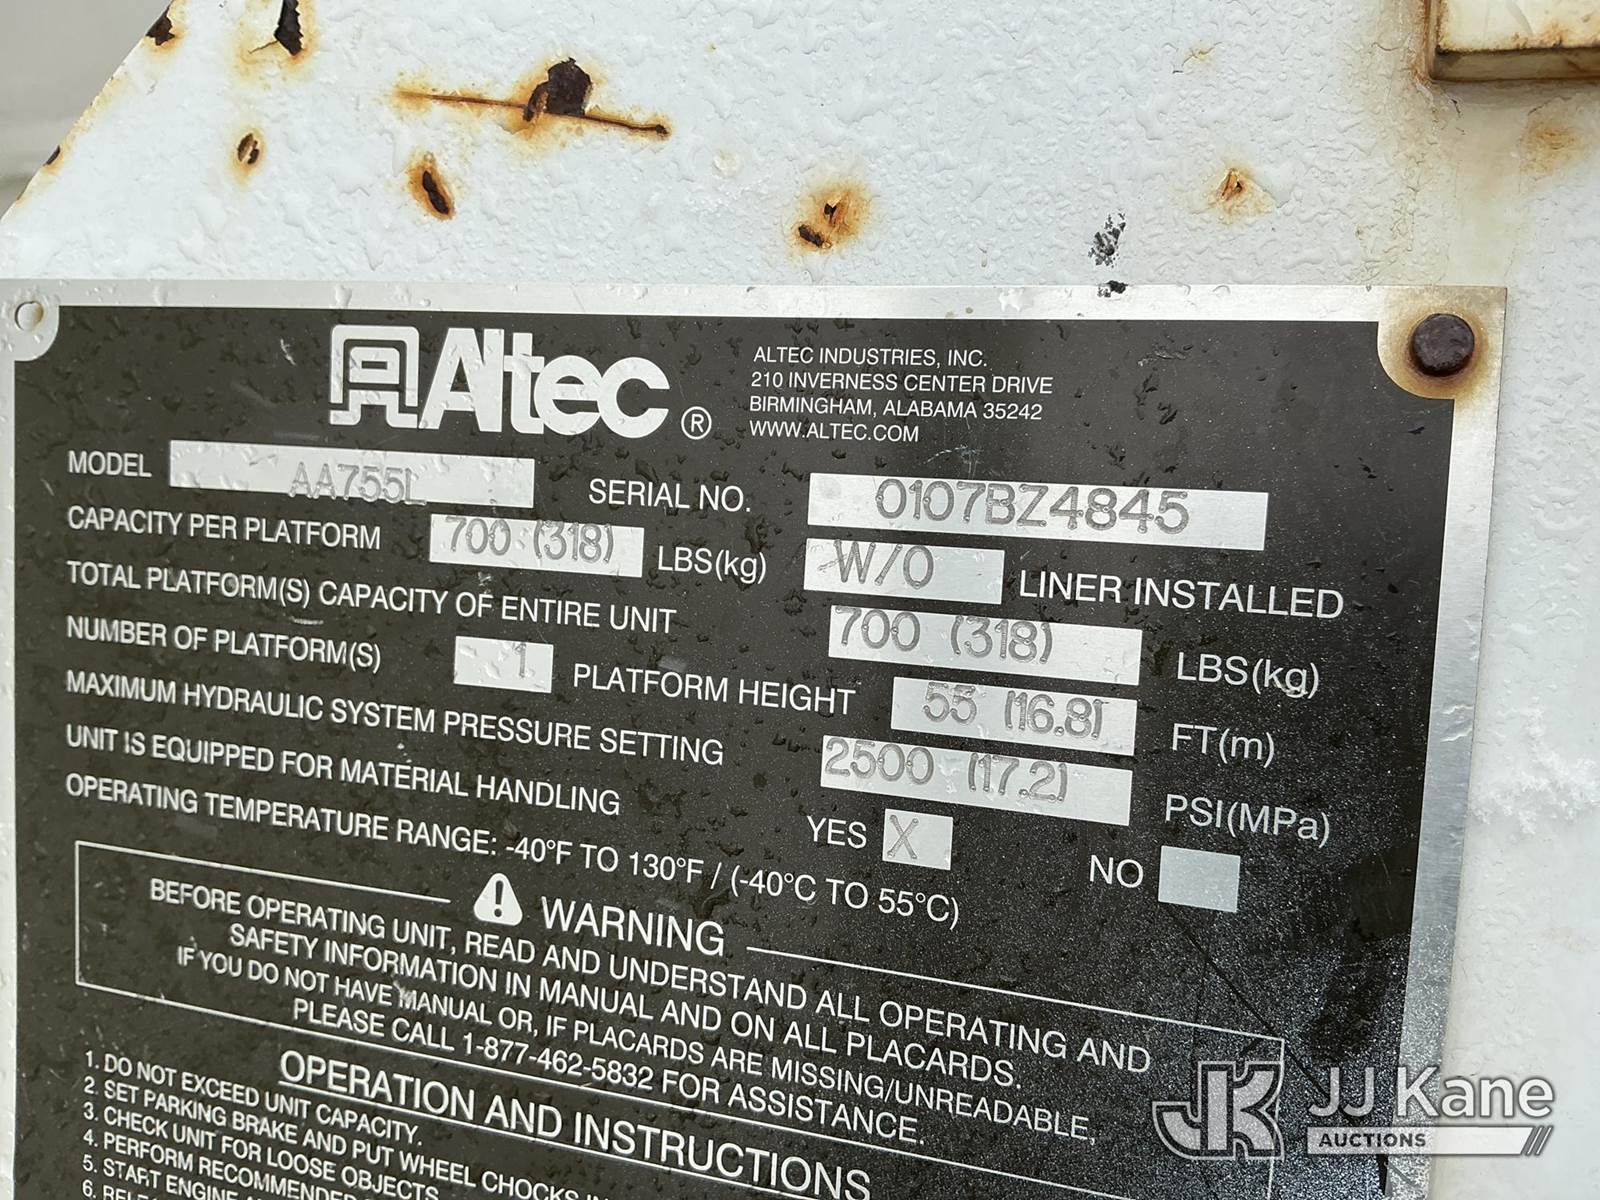 Altec®
ALTEC INDUSTRIES, INC.
210 INVERNESS CENTER DRIVE
BIRMINGHAM, ALABAMA 35242
WWW.ALTEC.COM
MODEL AA755L SERIAL NO. 0107BZ4845
CAPACITY PER PLATFORM 700 (318) LBS(kg) W/O LINER INSTALLED
TOTAL PLATFORM(S) CAPACITY OF ENTIRE UNIT 700 (318) LBS(kg)
NUMBER OF PLATFORM(S) 1 PLATFORM HEIGHT 55 (16.8) FT(m)
MAXIMUM HYDRAULIC SYSTEM PRESSURE SETTING 2500 (17.2) PSI(MPa)
UNIT IS EQUIPPED FOR MATERIAL HANDLING YES X NO
OPERATING TEMPERATURE RANGE: -40°F TO 130°F / (-40°C TO 55°C)
WARNING
BEFORE OPERATING UNIT, READ AND UNDERSTAND ALL OPERATING AND
SAFETY INFORMATION IN MANUAL AND ON ALL PLACARDS.
IF YOU DO NOT HAVE MANUAL OR, IF PLACARDS ARE MISSING/UNREADABLE,
PLEASE CALL 1-877-462-5832 FOR ASSISTANCE.
OPERATION AND INSTRUCTIONS
1. DO NOT EXCEED UNIT CAPACITY.
2. SET PARKING BRAKE AND PUT WHEEL CHOCKS IN
3. CHECK UNIT FOR LOOSE OBJECTS.
4. PERFORM RECOMMENDED
5. START ENGINE
6.
JK JJ Kane
AUCTIONS